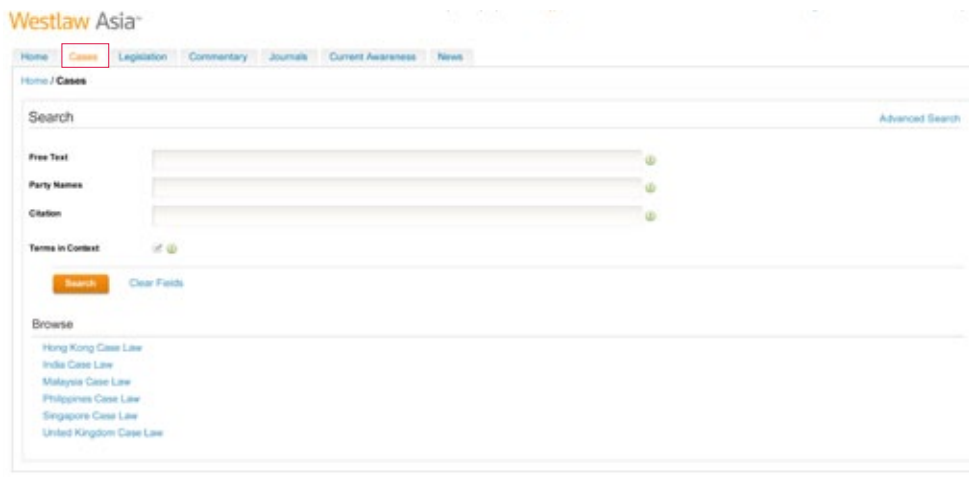 Westlaw Asia
Home Cases Legislation Commentary Journals Current Awareness News
Home / Cases
Search Advanced Search
Free Text
Party Names
Citation
Terms in Context
Search Clear Fields
Browse
Hong Kong Case Law
India Case Law
Malaysia Case Law
Philippines Case Law
Singapore Case Law
United Kingdom Case Law